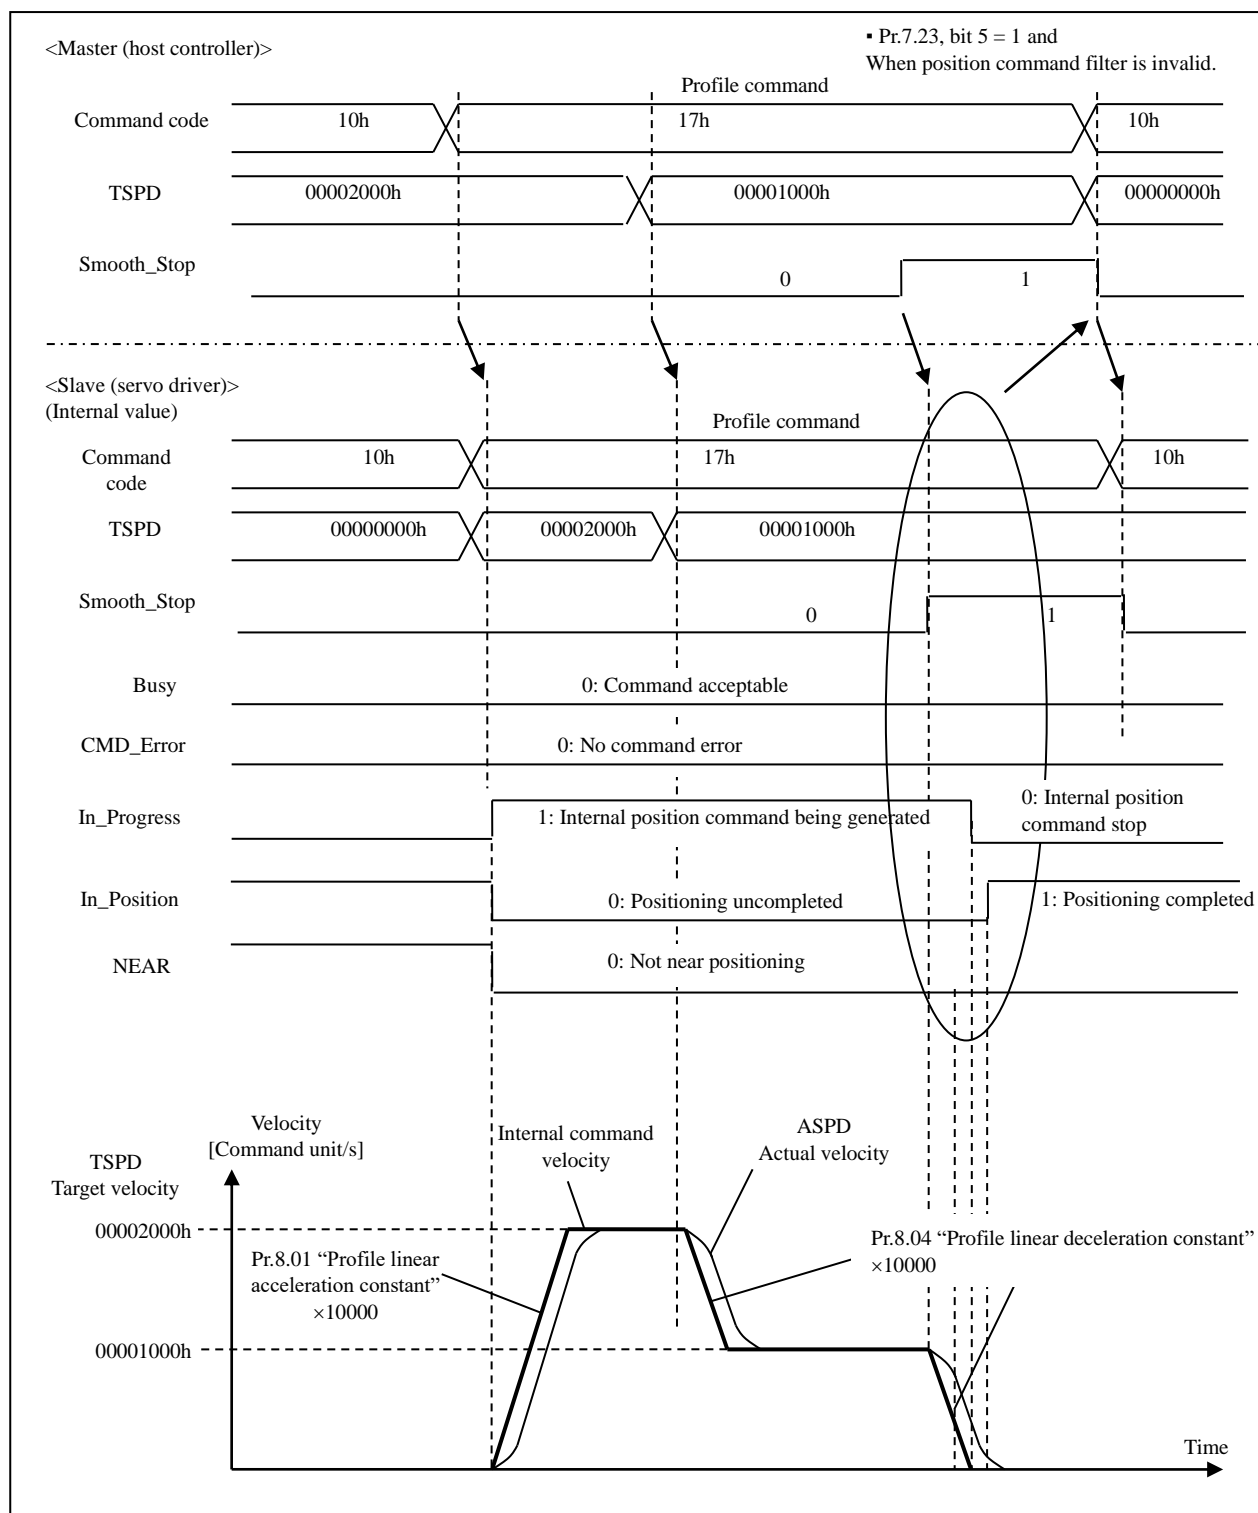 <Master (host controller)>
▪ Pr.7.23, bit 5 = 1 and
When position command filter is invalid.
Profile command
Command code
10h
17h
10h
TSPD
00002000h
00001000h
00000000h
Smooth_Stop
0
1
<Slave (servo driver)>
(Internal value)
Profile command
Command
code
10h
17h
10h
TSPD
00000000h
00002000h
00001000h
Smooth_Stop
0
1
Busy
0: Command acceptable
CMD_Error
0: No command error
In_Progress
1: Internal position command being generated
0: Internal position
command stop
In_Position
0: Positioning uncompleted
1: Positioning completed
NEAR
0: Not near positioning
Velocity
[Command unit/s]
Internal command
velocity
ASPD
Actual velocity
TSPD
Target velocity
00002000h
Pr.8.01 “Profile linear
acceleration constant”
×10000
Pr.8.04 “Profile linear deceleration constant”
×10000
00001000h
Time